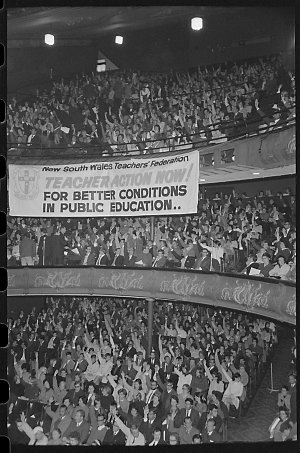 New South Wales Teachers' Federation
TEACHER ACTION NOW!
FOR BETTER CONDITIONS
IN PUBLIC EDUCATION..